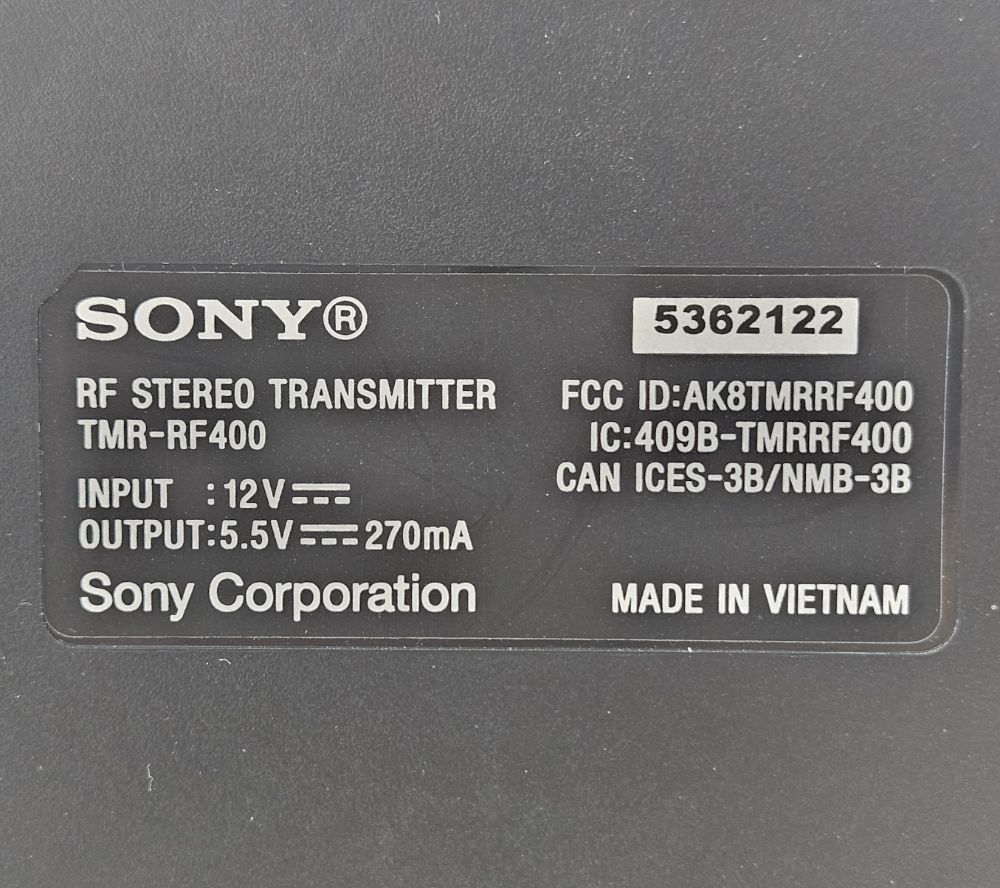 SONY®
5362122
RF STEREO TRANSMITTER
TMR-RF400
FCC ID:AK8TMRRF400
IC:409B-TMRRF400
CAN ICES-3B/NMB-3B
INPUT :12V⎓
OUTPUT:5.5V⎓270mA
Sony Corporation
MADE IN VIETNAM